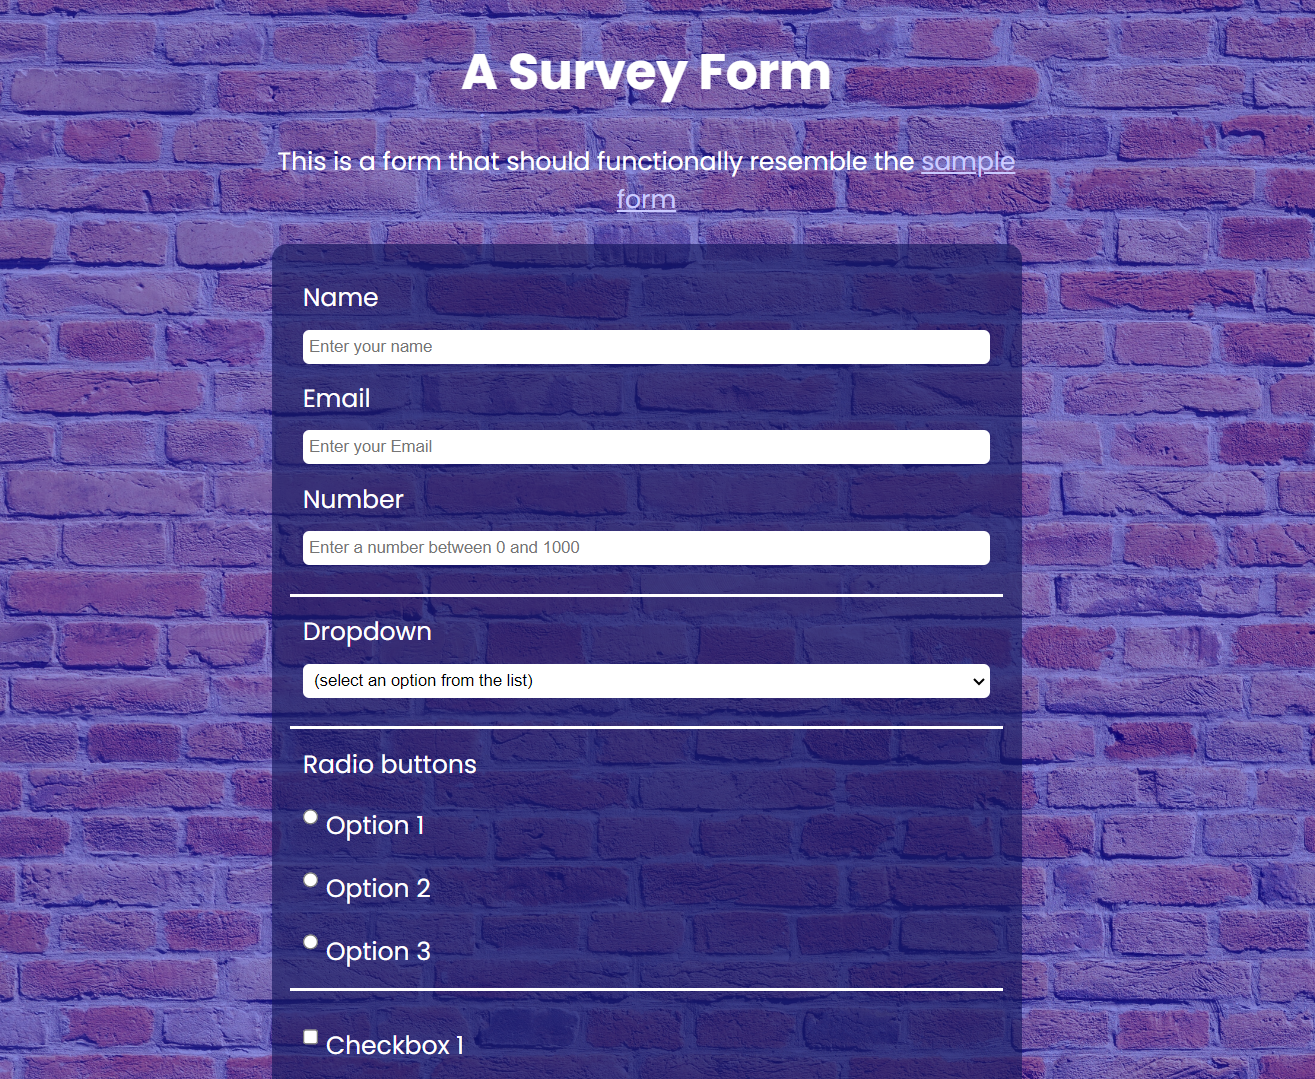 A Survey Form
This is a form that should functionally resemble the sample
form
Name
Enter your name
Email
Enter your Email
Number
Enter a number between 0 and 1000
Dropdown
(select an option from the list)
Radio buttons
Option 1
Option 2
Option 3
Checkbox 1